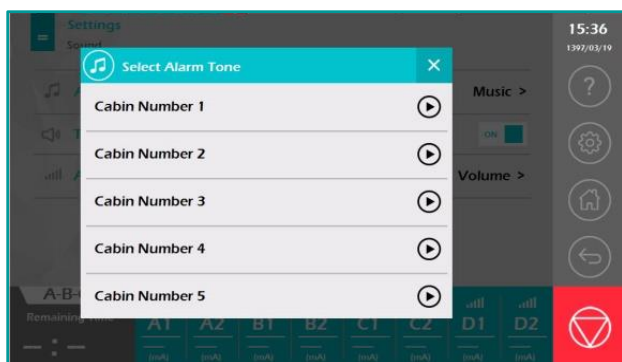 Settings
Sound
15:36
1397/03/19
Select Alarm Tone
Music >
Cabin Number 1
ON
Cabin Number 2
Volume >
Cabin Number 3
Cabin Number 4
Cabin Number 5
A-B-
Remaining Time
A1 A2 B1 B2 C1 C2 D1 D2
- : -
(mA) (mA) (mA) (mA) (mA) (mA) (mA) (mA)
?